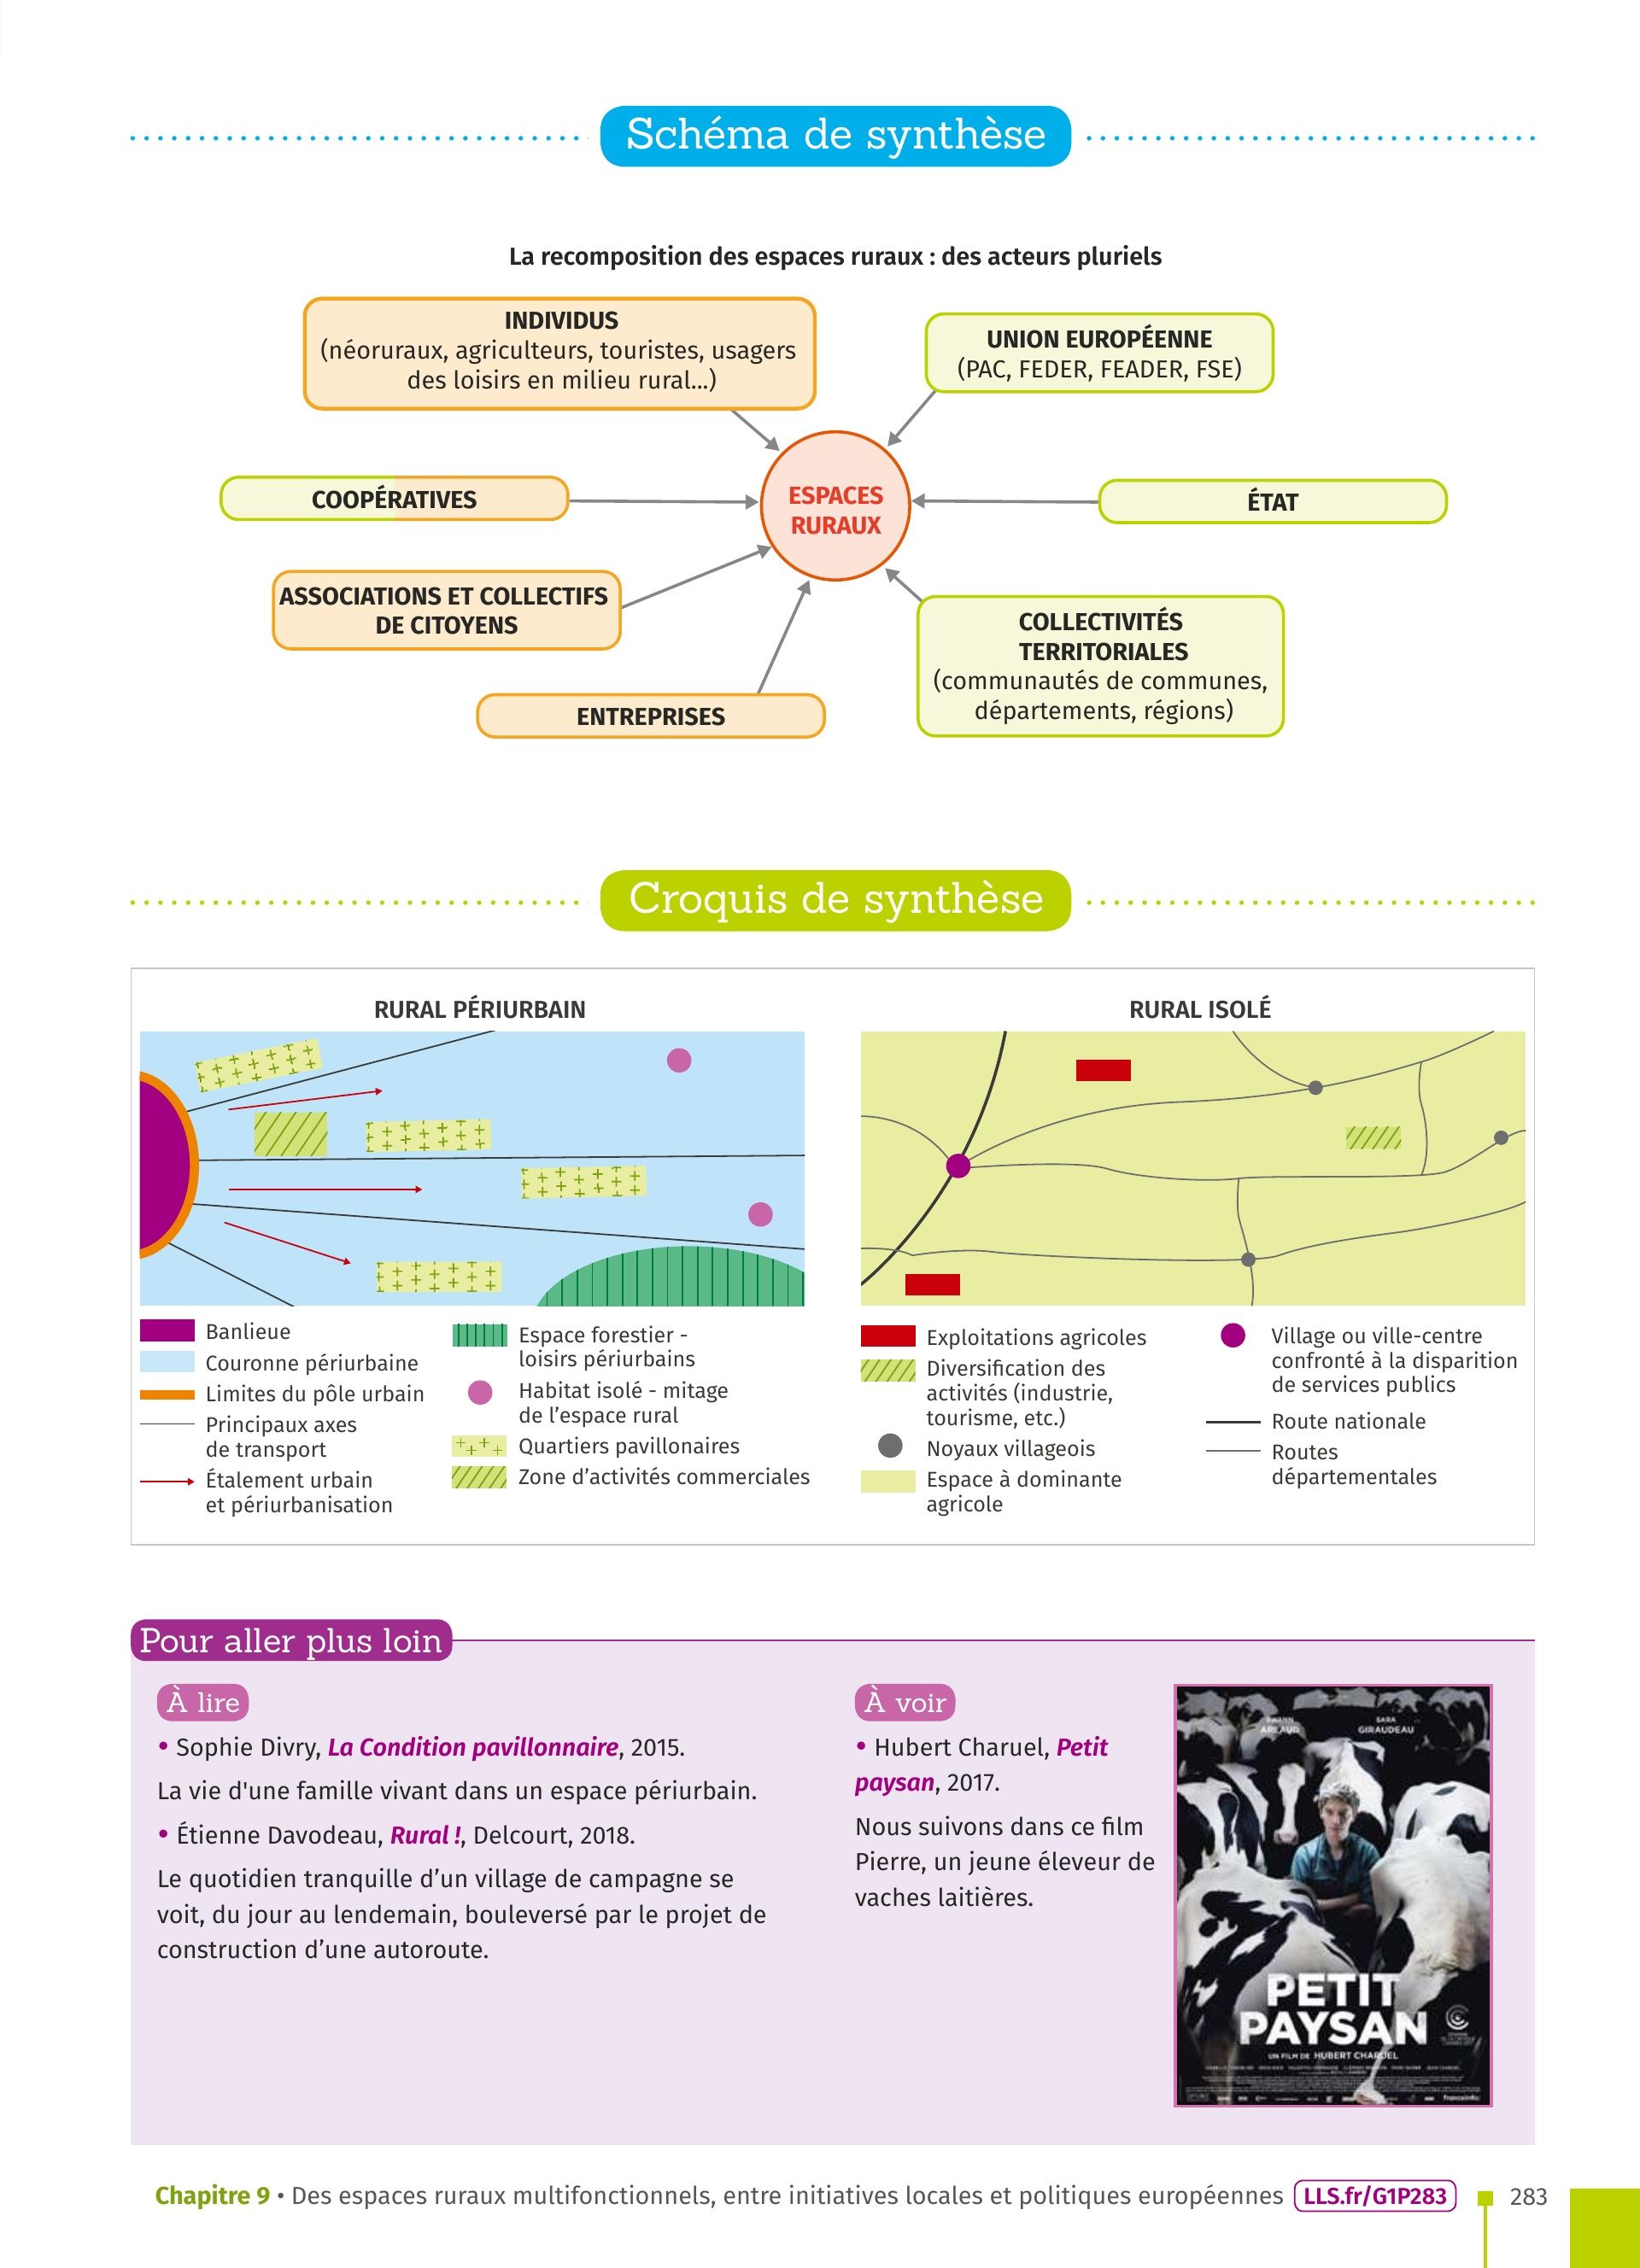 Schéma de synthèse
La recomposition des espaces ruraux : des acteurs pluriels
INDIVIDUS
(néoruraux, agriculteurs, touristes, usagers
des loisirs en milieu rural...)
UNION EUROPÉENNE
(PAC, FEDER, FEADER, FSE)
COOPÉRATIVES
ESPACES
RURAUX
ÉTAT
ASSOCIATIONS ET COLLECTIFS
DE CITOYENS
COLLECTIVITÉS
TERRITORIALES
(communautés de communes,
départements, régions)
ENTREPRISES
Croquis de synthèse
RURAL PÉRIURBAIN
Banlieue
Couronne périurbaine
Limites du pôle urbain
Principaux axes
de transport
Étalement urbain
et périurbanisation
Espace forestier -
loisirs périurbains
Habitat isolé - mitage
de l'espace rural
Quartiers pavillonaires
Zone d'activités commerciales
RURAL ISOLÉ
Exploitations agricoles
Diversification des
activités (industrie,
tourisme, etc.)
Noyaux villageois
Espace à dominante
agricole
Village ou ville-centre
confronté à la disparition
de services publics
Route nationale
Routes
départementales
Pour aller plus loin
À lire
• Sophie Divry, La Condition pavillonnaire, 2015.
La vie d'une famille vivant dans un espace périurbain.
• Étienne Davodeau, Rural !, Delcourt, 2018.
Le quotidien tranquille d'un village de campagne se
voit, du jour au lendemain, bouleversé par le projet de
construction d'une autoroute.
À voir
• Hubert Charuel, Petit
paysan, 2017.
Nous suivons dans ce film
Pierre, un jeune éleveur de
vaches laitières.
SWANN
ARLAUD
SARA
GIRAUDEAU
PETIT
PAYSAN
UN FILM DE HUBERT CHARUEL
Chapitre 9 • Des espaces ruraux multifonctionnels, entre initiatives locales et politiques européennes LLS.fr/G1P283 283